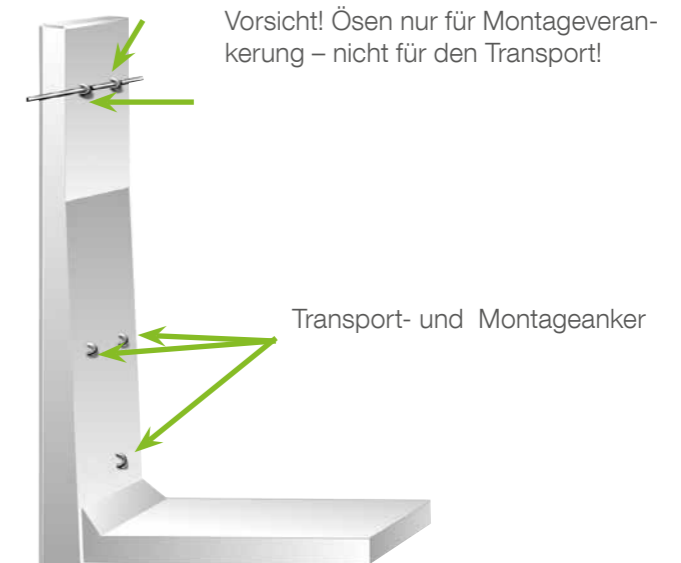 Vorsicht! Ösen nur für Montageveran-
kerung – nicht für den Transport!
Transport- und Montageanker